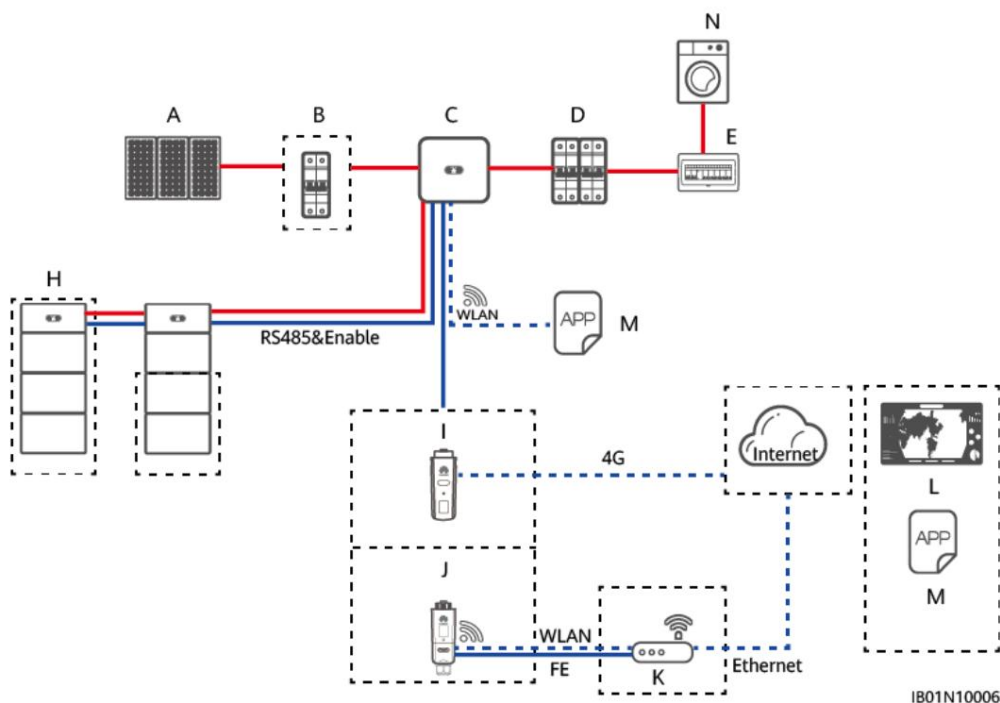 N
A
B
C
D
E
H
WLAN
APP
M
RS485&Enable
I
4G
Internet
L
APP
M
J
WLAN
FE
K
Ethernet
IB01N10006